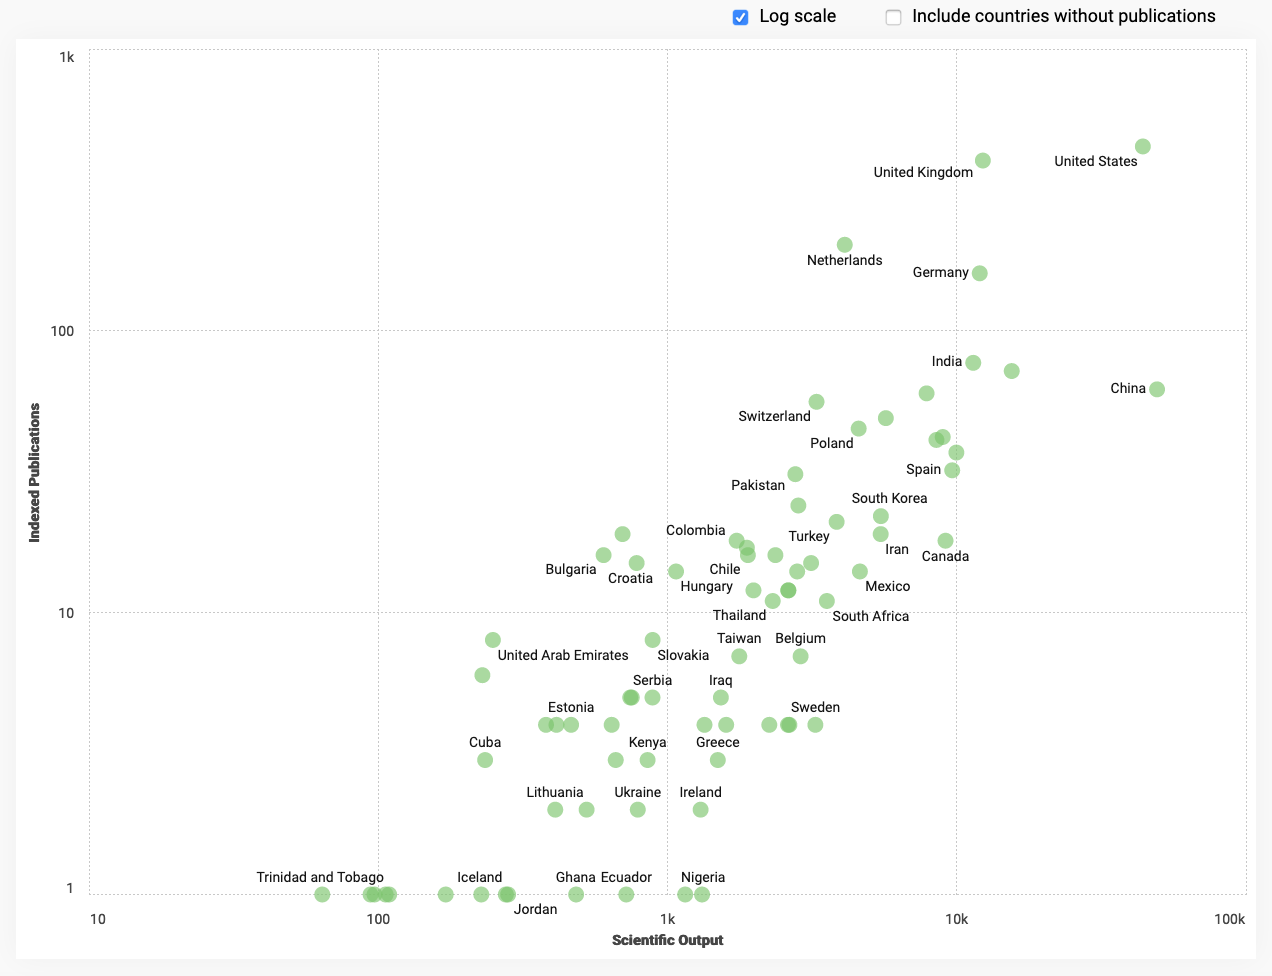 Log scale
Include countries without publications
1k
United States
United Kingdom
Netherlands
Germany
100
India
China
Switzerland
Poland
Spain
Pakistan
South Korea
Colombia
Turkey
Iran
Canada
Bulgaria
Croatia
Chile
Hungary
Mexico
10
Thailand
South Africa
Taiwan
Belgium
United Arab Emirates
Slovakia
Serbia
Iraq
Estonia
Sweden
Cuba
Kenya
Greece
Lithuania
Ukraine
Ireland
1
Trinidad and Tobago
Iceland
Ghana
Ecuador
Nigeria
Jordan
10
100
1k
10k
100k
Scientific Output
Indexed Publications